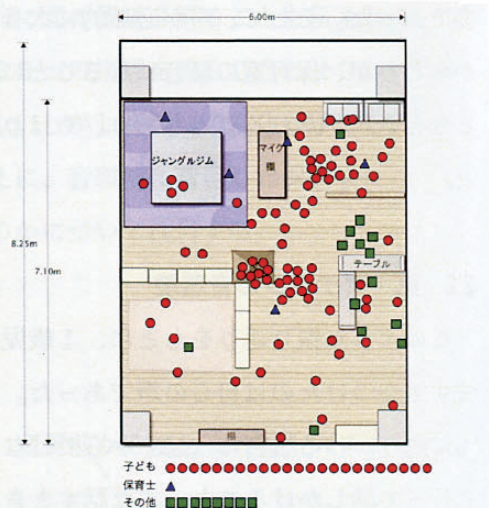 6.00m
8.25m
7.10m
ジャングルジム
マイク
棚
テーブル
棚
子ども
保育士
その他